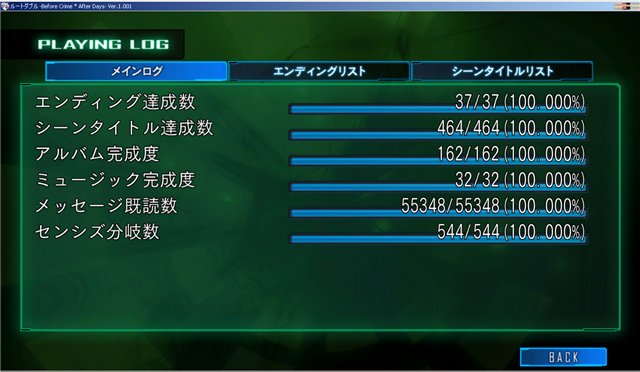 ルートダブル -Before Crime * After Days- Ver.1.001
PLAYING LOG
メインログ エンディングリスト シーンタイトルリスト
エンディング達成数 37/37(100.000%)
シーンタイトル達成数 464/464(100.000%)
アルバム完成度 162/162(100.000%)
ミュージック完成度 32/32(100.000%)
メッセージ既読数 55348/55348(100.000%)
センシズ分岐数 544/544(100.000%)
BACK